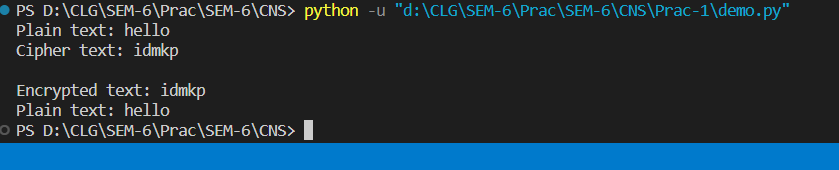 PS D:\CLG\SEM-6\Prac\SEM-6\CNS> python -u "d:\CLG\SEM-6\Prac\SEM-6\CNS\Prac-1\demo.py"
Plain text: hello
Cipher text: idmkp
Encrypted text: idmkp
Plain text: hello
PS D:\CLG\SEM-6\Prac\SEM-6\CNS>